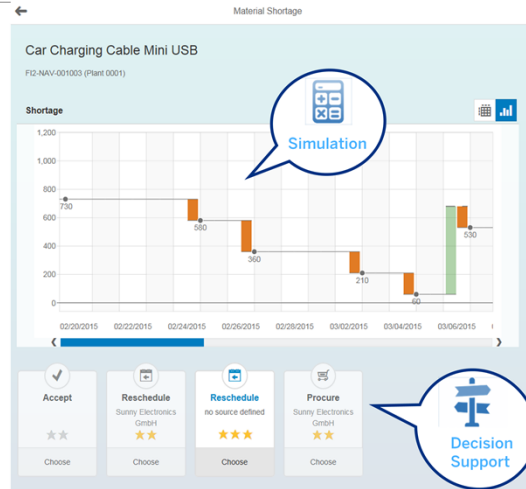 Material Shortage
Car Charging Cable Mini USB
FI2-NAV-001003 (Plant 0001)
Shortage
Simulation
1,200
1,000
800
600
400
200
0
730
580
360
210
60
530
02/20/2015 02/22/2015 02/24/2015 02/26/2015 02/28/2015 03/02/2015 03/04/2015 03/06/2015
Accept
Choose
Reschedule
Sunny Electronics
GmbH
Choose
Reschedule
no source defined
Choose
Procure
Sunny Electronics
GmbH
Choose
Decision
Support